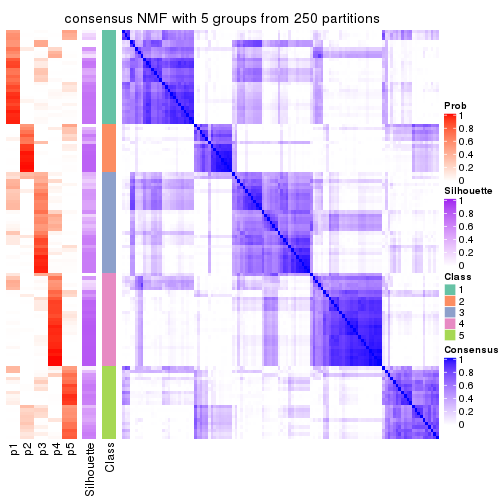 consensus NMF with 5 groups from 250 partitions
p1
p2
p3
p4
p5
Silhouette
Class
Prob
1
0.8
0.6
0.4
0.2
0
Silhouette
1
0.8
0.6
0.4
0.2
0
Class
1
2
3
4
5
Consensus
1
0.8
0.6
0.4
0.2
0